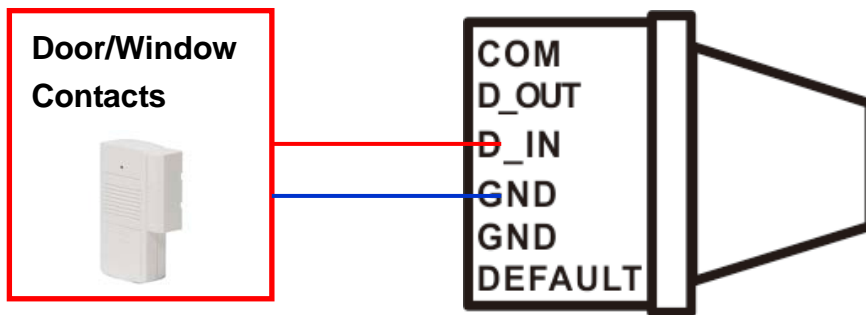 Door/Window
Contacts
COM
D_OUT
D_IN
GND
GND
DEFAULT